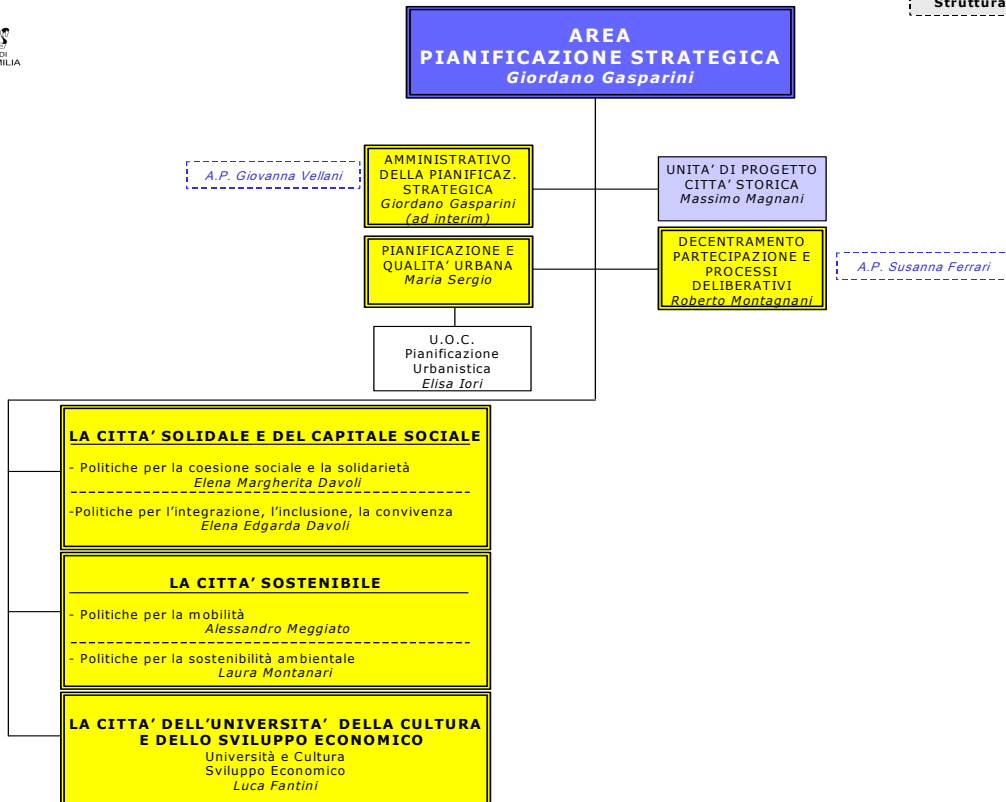 Struttura
DI
MILIA
AREA
PIANIFICAZIONE STRATEGICA
Giordano Gasparini
A.P. Giovanna Vellani
AMMINISTRATIVO
DELLA PIANIFICAZ.
STRATEGICA
Giordano Gasparini
(ad interim)
UNITA’ DI PROGETTO
CITTA’ STORICA
Massimo Magnani
PIANIFICAZIONE E
QUALITA’ URBANA
Maria Sergio
DECENTRAMENTO
PARTECIPAZIONE E
PROCESSI
DELIBERATIVI
Roberto Montagnani
A.P. Susanna Ferrari
U.O.C.
Pianificazione
Urbanistica
Elisa Iori
LA CITTA’ SOLIDALE E DEL CAPITALE SOCIALE
- Politiche per la coesione sociale e la solidarietà
Elena Margherita Davoli
-Politiche per l’integrazione, l’inclusione, la convivenza
Elena Edgarda Davoli
LA CITTA’ SOSTENIBILE
- Politiche per la mobilità
Alessandro Meggiato
- Politiche per la sostenibilità ambientale
Laura Montanari
LA CITTA’ DELL’UNIVERSITA’ DELLA CULTURA
E DELLO SVILUPPO ECONOMICO
Università e Cultura
Sviluppo Economico
Luca Fantini